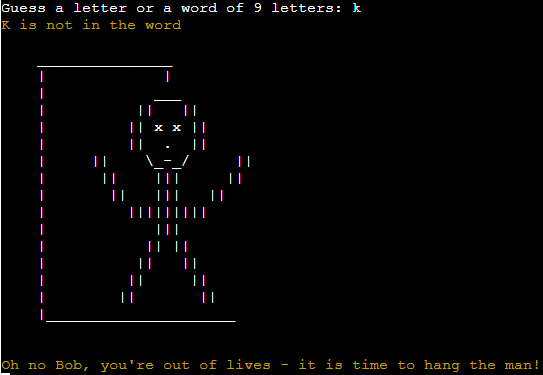 Guess a letter or a word of 9 letters: k
K is not in the word
x x
Oh no Bob, you're out of lives - it is time to hang the man!